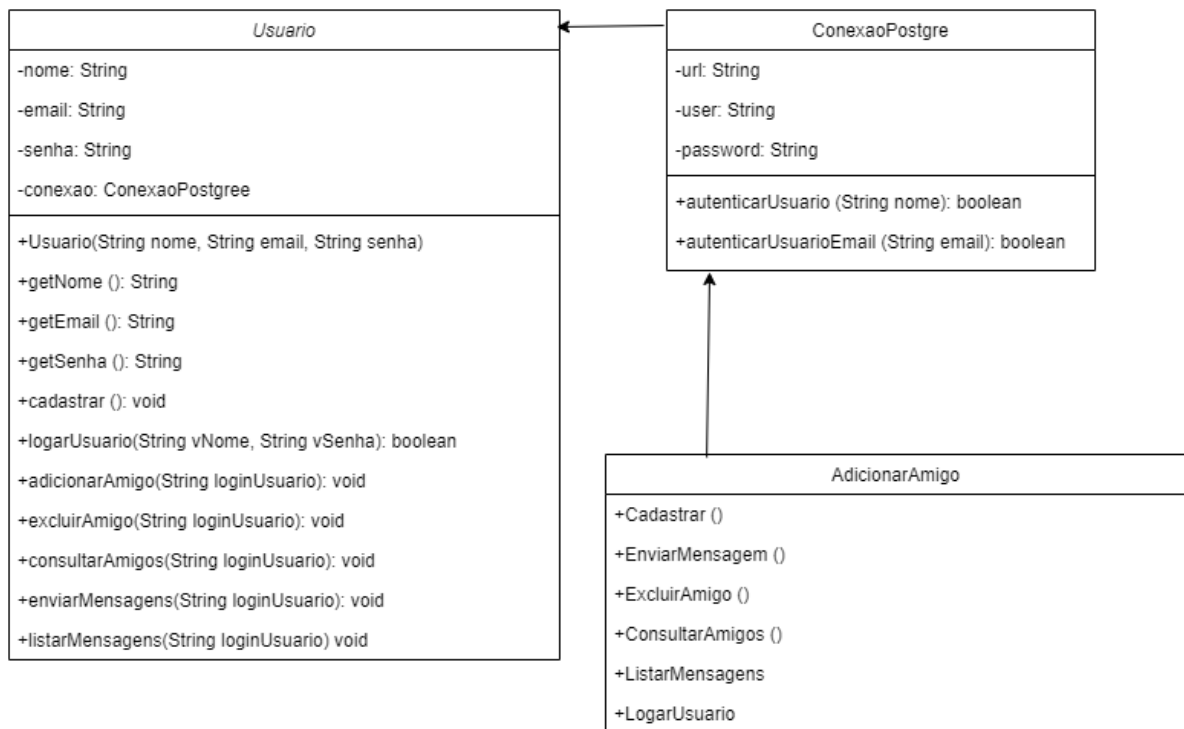 Usuario
-nome: String
-email: String
-senha: String
-conexao: ConexaoPostgree
+Usuario(String nome, String email, String senha)
+getNome (): String
+getEmail (): String
+getSenha (): String
+cadastrar (): void
+logarUsuario(String vNome, String vSenha): boolean
+adicionarAmigo(String loginUsuario): void
+excluirAmigo(String loginUsuario): void
+consultarAmigos(String loginUsuario): void
+enviarMensagens(String loginUsuario): void
+listarMensagens(String loginUsuario) void
ConexaoPostgre
-url: String
-user: String
-password: String
+autenticarUsuario (String nome): boolean
+autenticarUsuarioEmail (String email): boolean
AdicionarAmigo
+Cadastrar ()
+EnviarMensagem ()
+ExcluirAmigo ()
+ConsultarAmigos ()
+ListarMensagens
+LogarUsuario